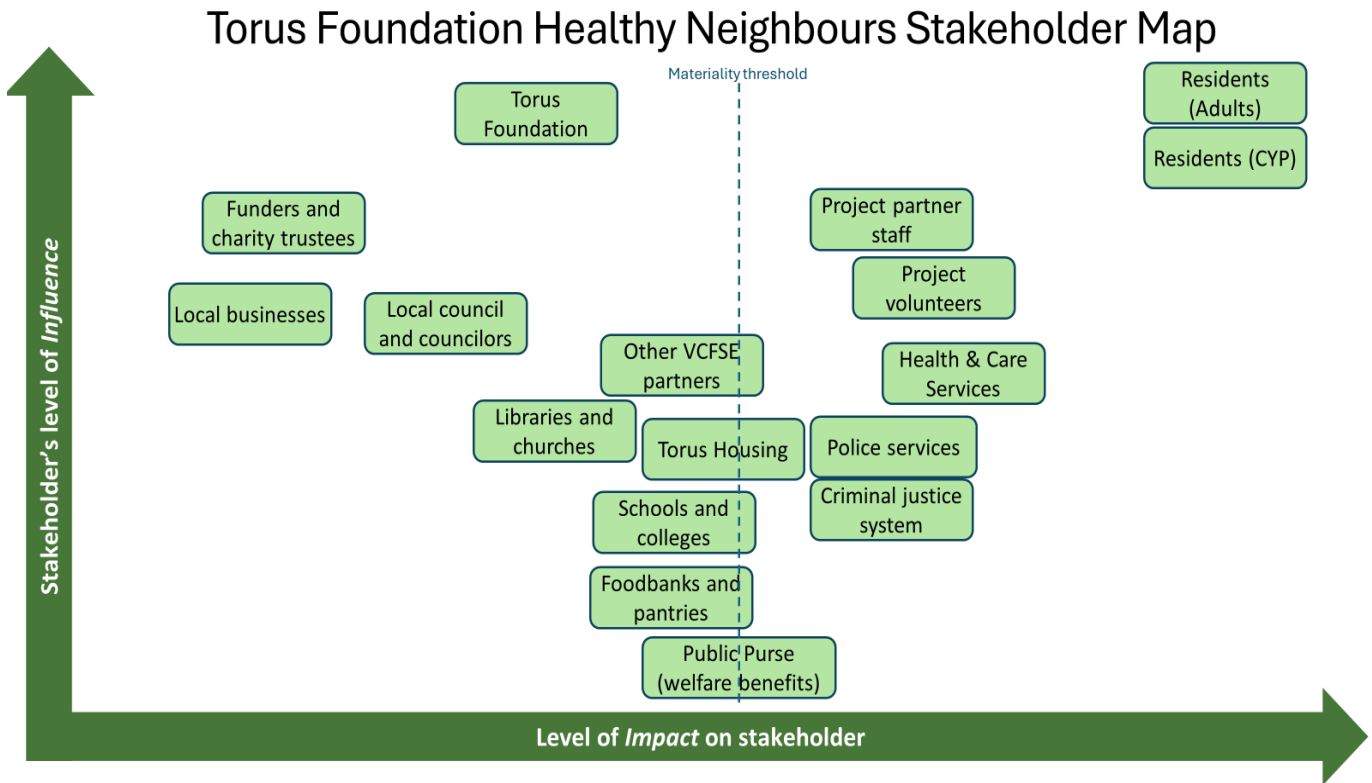 Torus Foundation Healthy Neighbours Stakeholder Map
Materiality threshold
Residents
(Adults)
Torus
Foundation
Residents (CYP)
Funders and
charity trustees
Project partner
staff
Project
volunteers
Local businesses
Local council
and councilors
Other VCFSE
partners
Health & Care
Services
Libraries and
churches
Torus Housing
Police services
Criminal justice
system
Schools and
colleges
Foodbanks and
pantries
Public Purse
(welfare benefits)
Stakeholder's level of Influence
Level of Impact on stakeholder